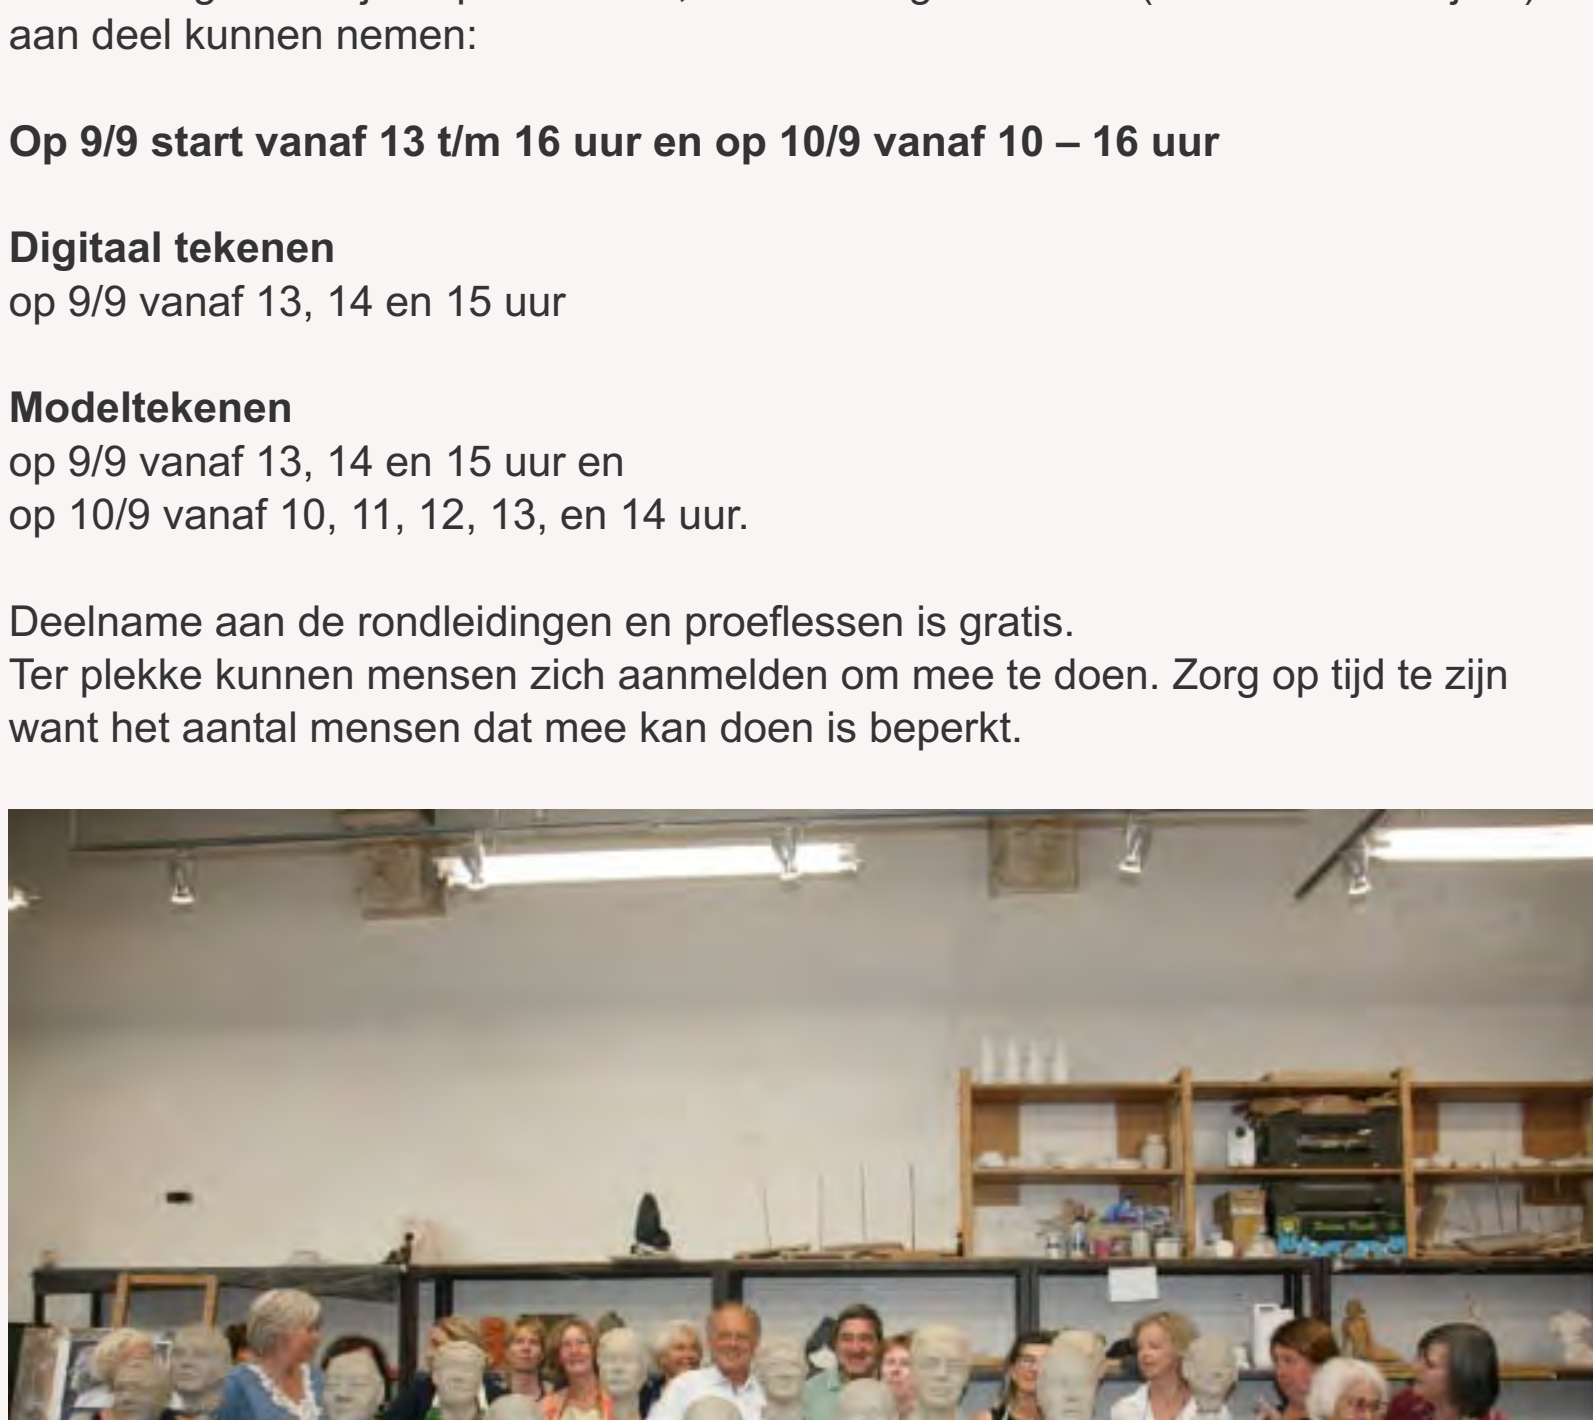 aan deel kunnen nemen:
Op 9/9 start vanaf 13 t/m 16 uur en op 10/9 vanaf 10 – 16 uur
Digitaal tekenen
op 9/9 vanaf 13, 14 en 15 uur
Modeltekenen
op 9/9 vanaf 13, 14 en 15 uur en
op 10/9 vanaf 10, 11, 12, 13, en 14 uur.
Deelname aan de rondleidingen en proeflessen is gratis.
Ter plekke kunnen mensen zich aanmelden om mee te doen. Zorg op tijd te zijn
want het aantal mensen dat mee kan doen is beperkt.